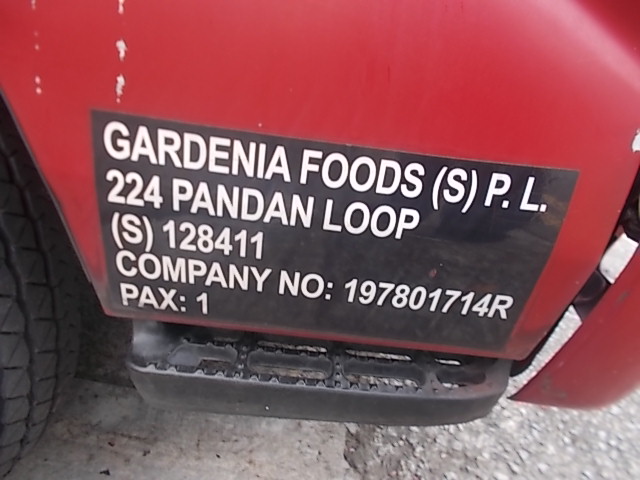 GARDENIA FOODS (S) P. L.
224 PANDAN LOOP
(S) 128411
COMPANY NO: 197801714R
PAX: 1